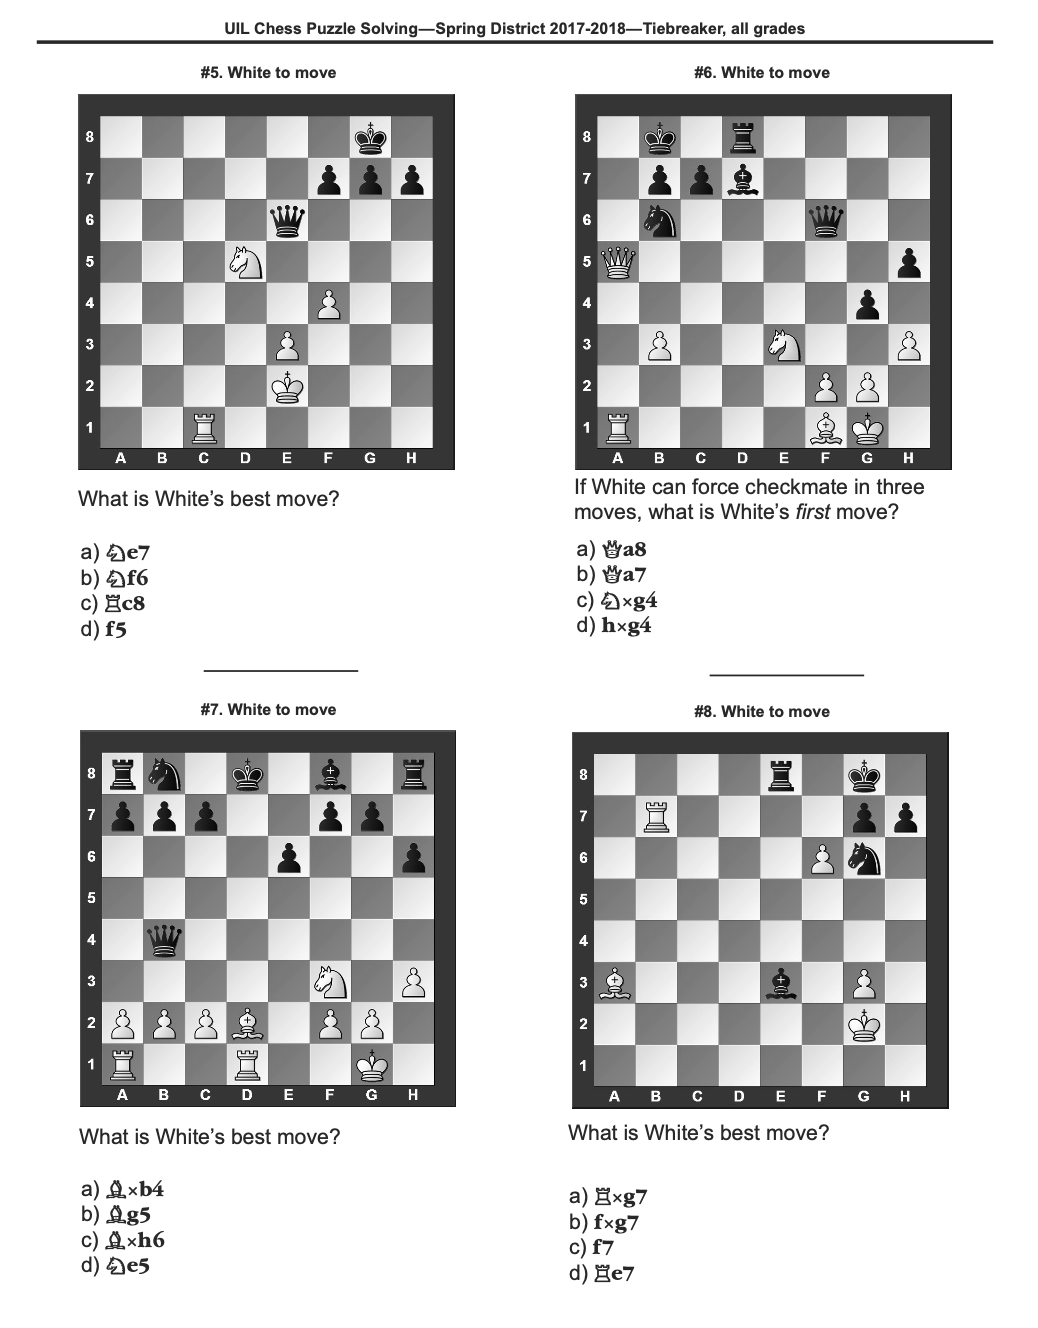 UIL Chess Puzzle Solving—Spring District 2017-2018—Tiebreaker, all grades
#5. White to move
8
7
6
5
4
3
2
1
A B C D E F G H
What is White’s best move?
a) ♘e7
b) ♘f6
c) ♖c8
d) f5
#6. White to move
8
7
6
5
4
3
2
1
A B C D E F G H
If White can force checkmate in three
moves, what is White’s first move?
a) ♕a8
b) ♕a7
c) ♘×g4
d) h×g4
#7. White to move
8
7
6
5
4
3
2
1
A B C D E F G H
What is White’s best move?
a) ♗×b4
b) ♗g5
c) ♗×h6
d) ♘e5
#8. White to move
8
7
6
5
4
3
2
1
A B C D E F G H
What is White’s best move?
a) ♖×g7
b) f×g7
c) f7
d) ♖e7